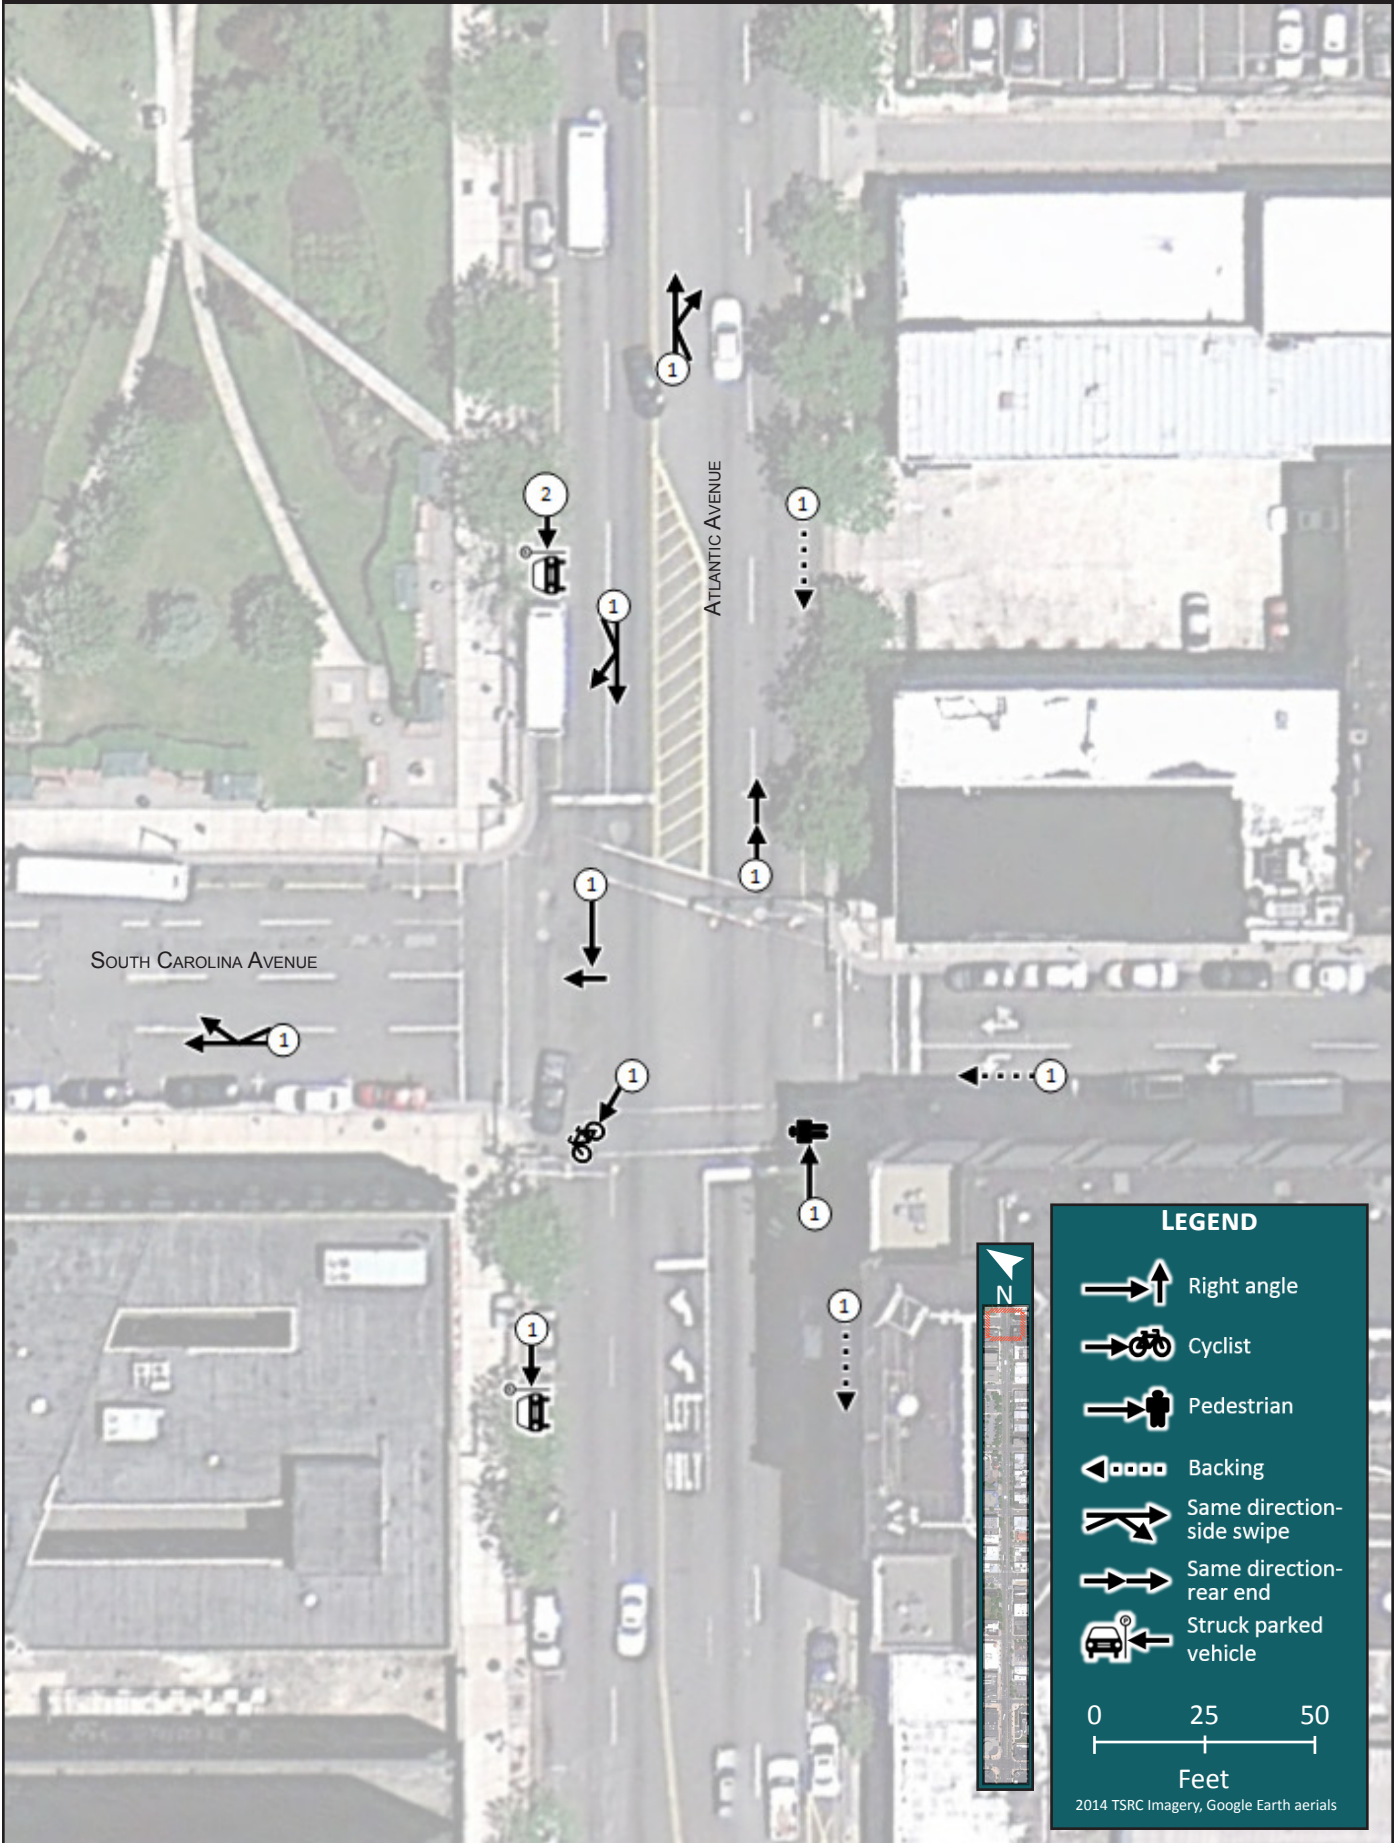 1
2
1
1
ATLANTIC AVENUE
1
1
SOUTH CAROLINA AVENUE
1
1
1
1
1
1
1
LEGEND
N
Right angle
Cyclist
Pedestrian
Backing
Same direction-
side swipe
Same direction-
rear end
P
Struck parked
vehicle
0 25 50
Feet
2014 TSRC Imagery, Google Earth aerials